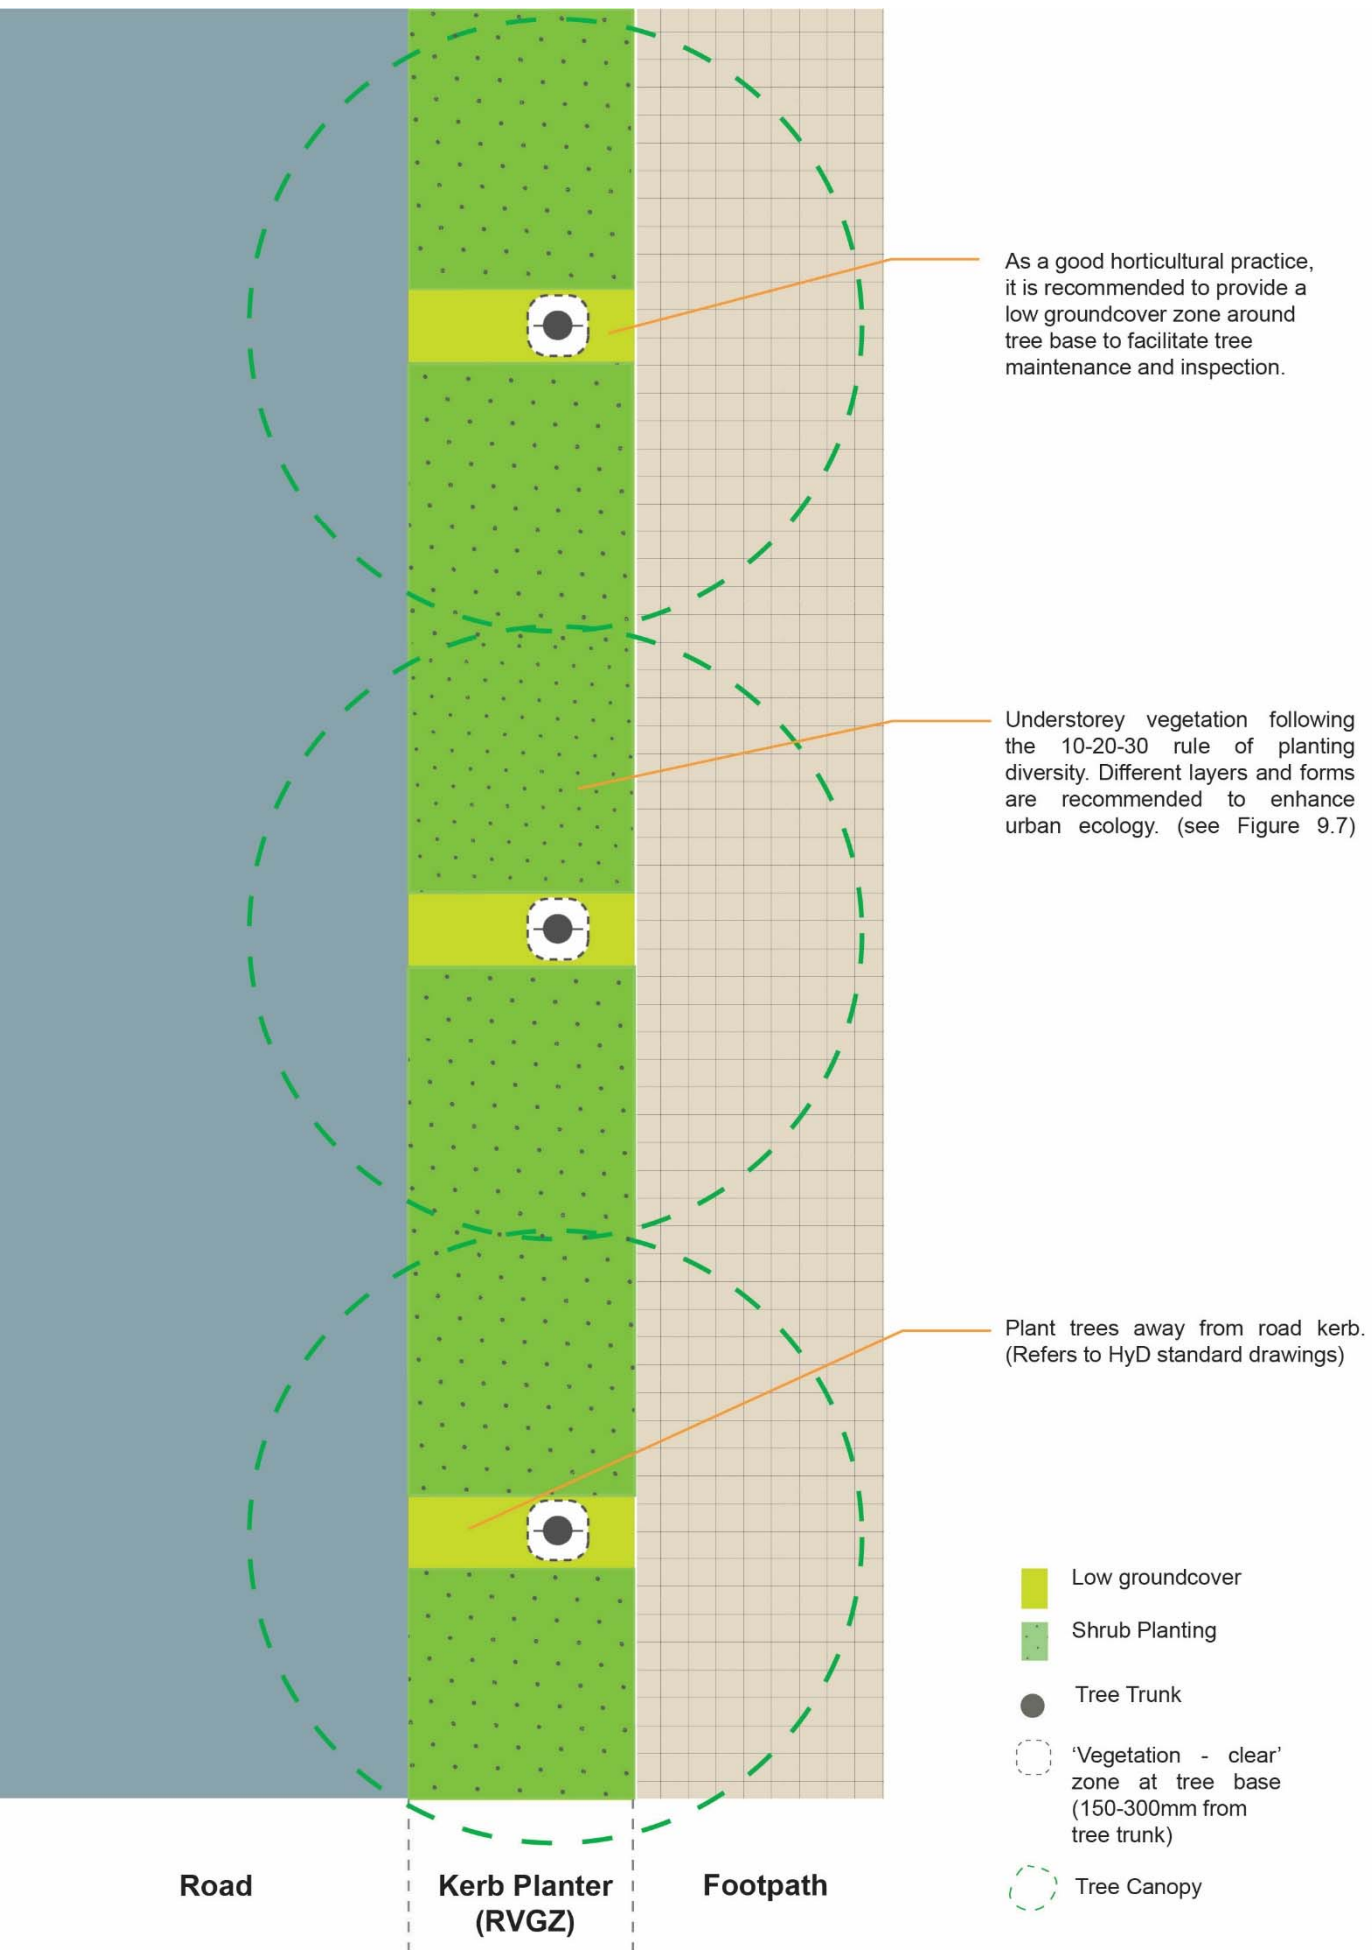 As a good horticultural practice,
it is recommended to provide a
low groundcover zone around
tree base to facilitate tree
maintenance and inspection.
Understorey vegetation following
the 10-20-30 rule of planting
diversity. Different layers and forms
are recommended to enhance
urban ecology. (see Figure 9.7)
Plant trees away from road kerb.
(Refers to HyD standard drawings)
Low groundcover
Shrub Planting
Tree Trunk
‘Vegetation - clear’
zone at tree base
(150-300mm from
tree trunk)
Tree Canopy
Road
Kerb Planter
(RVGZ)
Footpath